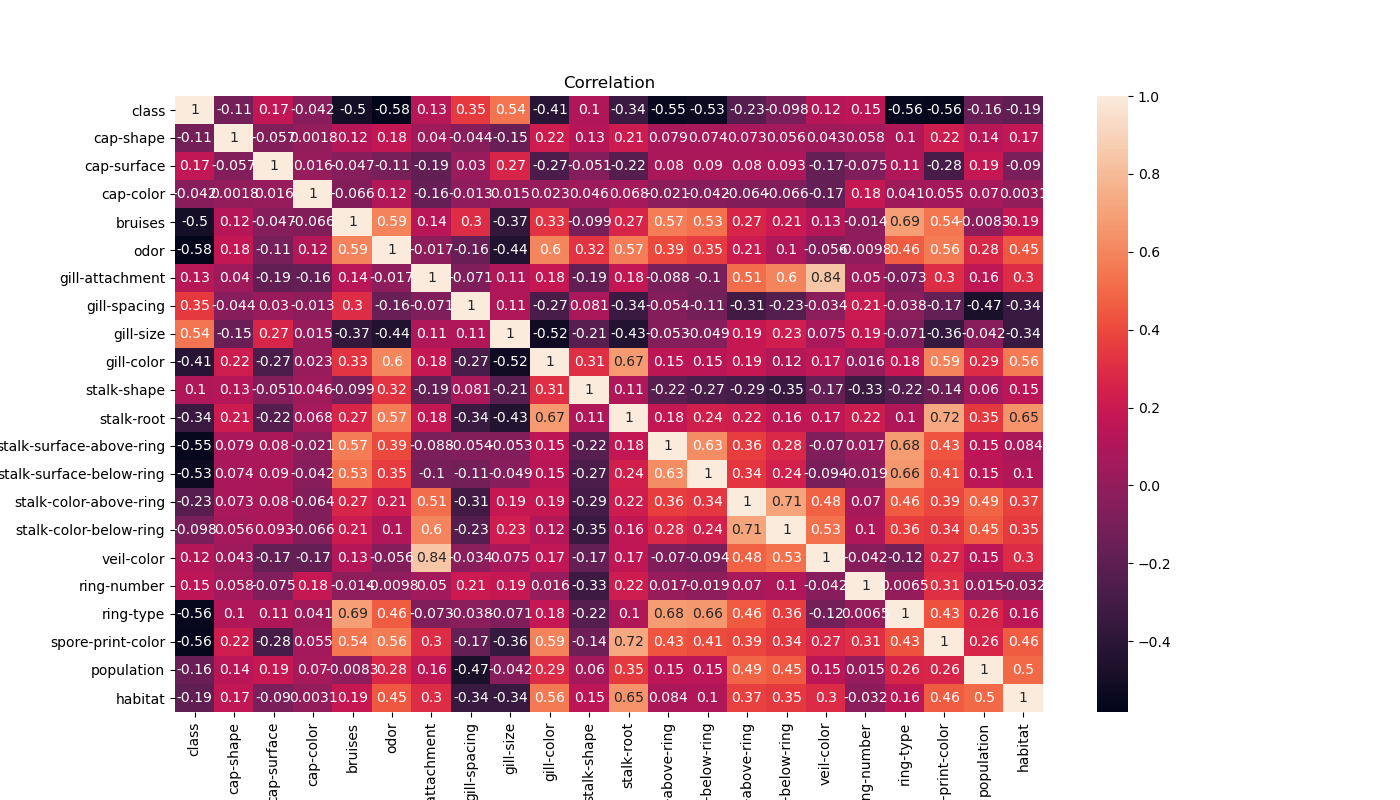 Correlation
class 1 -0.11 0.17 -0.042 -0.5 -0.58 0.13 0.35 0.54 -0.41 0.1 -0.34 -0.55 -0.53 -0.23 -0.098 0.12 0.15 -0.56 -0.56 -0.16 -0.19
cap-shape -0.11 1 -0.057 0.0018 0.12 0.18 0.04 -0.044 -0.15 0.22 0.13 0.21 0.079 0.074 0.073 0.056 0.043 0.058 0.1 0.22 0.14 0.17
cap-surface 0.17 -0.057 1 0.016 -0.047 -0.11 -0.19 0.03 0.27 -0.27 -0.051 -0.22 0.08 0.09 0.08 0.093 -0.17 -0.075 0.11 -0.28 0.19 -0.09
cap-color -0.042 0.0018 0.016 1 -0.066 0.12 -0.16 -0.013 0.015 0.023 0.046 0.068 -0.021 -0.042 -0.064 -0.066 -0.17 0.18 0.041 0.055 0.07 0.0031
bruises -0.5 0.12 -0.047 -0.066 1 0.59 0.14 0.3 -0.37 0.33 -0.099 0.27 0.57 0.53 0.27 0.21 0.13 -0.014 0.69 0.54 -0.0083 0.19
odor -0.58 0.18 -0.11 0.12 0.59 1 -0.017 -0.16 -0.44 0.6 0.32 0.57 0.39 0.35 0.21 0.1 -0.056 -0.0098 0.46 0.56 0.28 0.45
gill-attachment 0.13 0.04 -0.19 -0.16 0.14 -0.017 1 -0.071 0.11 0.18 -0.19 0.18 -0.088 -0.1 0.51 0.6 0.84 0.05 -0.073 0.3 0.16 0.3
gill-spacing 0.35 -0.044 0.03 -0.013 0.3 -0.16 -0.071 1 0.11 -0.27 0.081 -0.34 -0.054 -0.11 -0.31 -0.23 -0.034 0.21 -0.038 -0.17 -0.47 -0.34
gill-size 0.54 -0.15 0.27 0.015 -0.37 -0.44 0.11 0.11 1 -0.52 -0.21 -0.43 -0.053 -0.049 0.19 0.23 0.075 0.19 -0.071 -0.36 -0.042 -0.34
gill-color -0.41 0.22 -0.27 0.023 0.33 0.6 0.18 -0.27 -0.52 1 0.31 0.67 0.15 0.15 0.19 0.12 0.17 0.016 0.18 0.59 0.29 0.56
stalk-shape 0.1 0.13 -0.051 0.046 -0.099 0.32 -0.19 0.081 -0.21 0.31 1 0.11 -0.22 -0.27 -0.29 -0.35 -0.17 -0.33 -0.22 -0.14 0.06 0.15
stalk-root -0.34 0.21 -0.22 0.068 0.27 0.57 0.18 -0.34 -0.43 0.67 0.11 1 0.18 0.24 0.22 0.16 0.17 0.22 0.1 0.72 0.35 0.65
stalk-surface-above-ring -0.55 0.079 0.08 -0.021 0.57 0.39 -0.088 -0.054 -0.053 0.15 -0.22 0.18 1 0.63 0.36 0.28 -0.07 0.017 0.68 0.43 0.15 0.084
stalk-surface-below-ring -0.53 0.074 0.09 -0.042 0.53 0.35 -0.1 -0.11 -0.049 0.15 -0.27 0.24 0.63 1 0.34 0.24 -0.094 -0.019 0.66 0.41 0.15 0.1
stalk-color-above-ring -0.23 0.073 0.08 -0.064 0.27 0.21 0.51 -0.31 0.19 0.19 -0.29 0.22 0.36 0.34 1 0.71 0.48 0.07 0.46 0.39 0.49 0.37
stalk-color-below-ring -0.098 0.056 0.093 -0.066 0.21 0.1 0.6 -0.23 0.23 0.12 -0.35 0.16 0.28 0.24 0.71 1 0.53 0.1 0.36 0.34 0.45 0.35
veil-color 0.12 0.043 -0.17 -0.17 0.13 -0.056 0.84 -0.034 0.075 0.17 -0.17 0.17 -0.07 -0.094 0.48 0.53 1 -0.042 -0.12 0.27 0.15 0.3
ring-number 0.15 0.058 -0.075 0.18 -0.014 -0.0098 0.05 0.21 0.19 0.016 -0.33 0.22 0.017 -0.019 0.07 0.1 -0.042 1 0.0065 0.31 0.015 -0.032
ring-type -0.56 0.1 0.11 0.041 0.69 0.46 -0.073 -0.038 -0.071 0.18 -0.22 0.1 0.68 0.66 0.46 0.36 -0.12 0.0065 1 0.43 0.26 0.16
spore-print-color -0.56 0.22 -0.28 0.055 0.54 0.56 0.3 -0.17 -0.36 0.59 -0.14 0.72 0.43 0.41 0.39 0.34 0.27 0.31 0.43 1 0.26 0.46
population -0.16 0.14 0.19 0.07 -0.0083 0.28 0.16 -0.47 -0.042 0.29 0.06 0.35 0.15 0.15 0.49 0.45 0.15 0.015 0.26 0.26 1 0.5
habitat -0.19 0.17 -0.09 0.0031 0.19 0.45 0.3 -0.34 -0.34 0.56 0.15 0.65 0.084 0.1 0.37 0.35 0.3 -0.032 0.16 0.46 0.5 1
class cap-shape cap-surface cap-color bruises odor attachment gill-spacing gill-size gill-color stalk-shape stalk-root -above-ring -below-ring -above-ring -below-ring veil-color ng-number ring-type -print-color population habitat
1.0
0.8
0.6
0.4
0.2
0.0
−0.2
−0.4